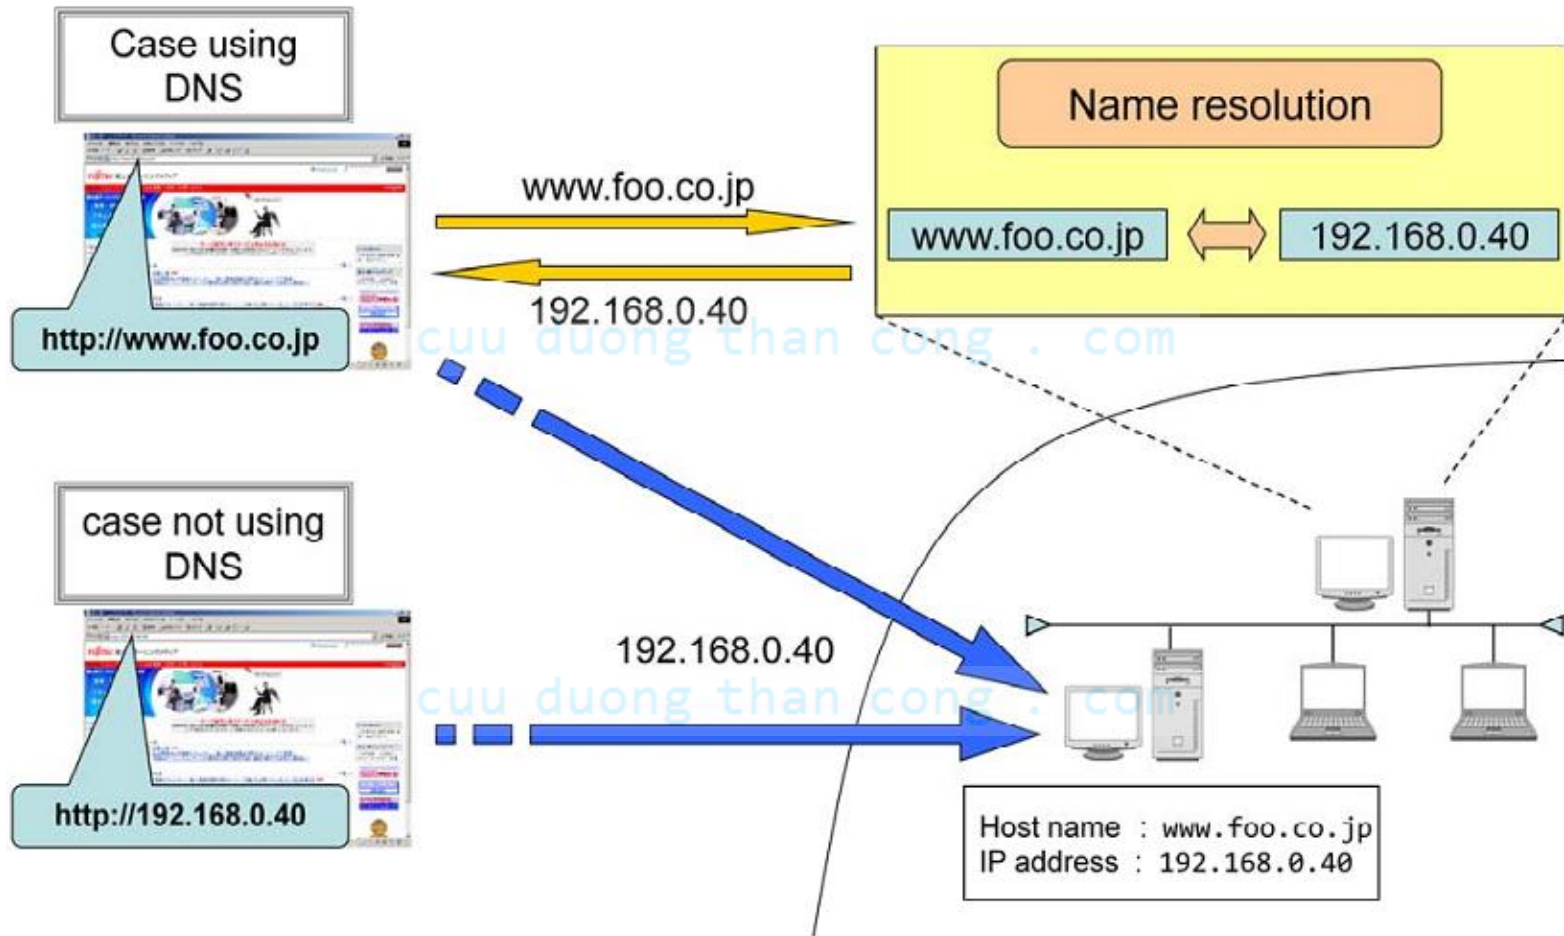 Case using
DNS
http://www.foo.co.jp
www.foo.co.jp
192.168.0.40
Name resolution
www.foo.co.jp
192.168.0.40
cuu duong than cong . com
case not using
DNS
http://192.168.0.40
192.168.0.40
cuu duong than cong . com
Host name : www.foo.co.jp
IP address : 192.168.0.40